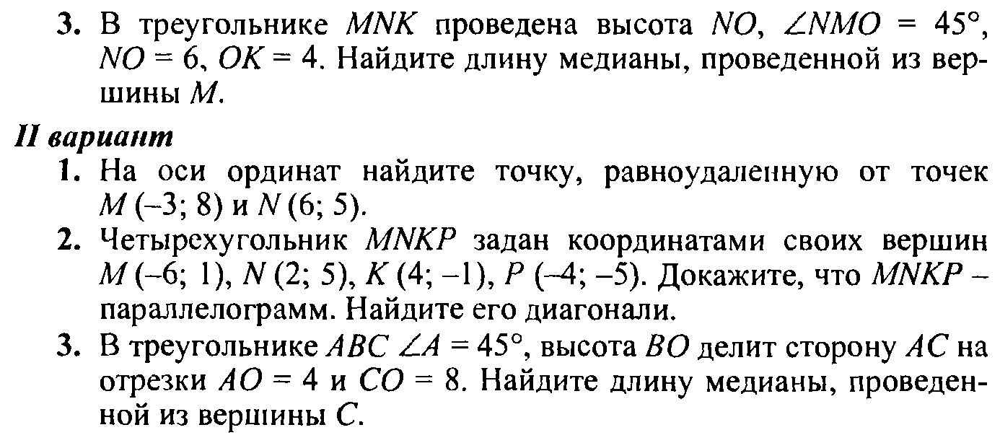 3. В треугольнике MNK проведена высота NO, ∠NMO = 45°,
NO = 6, OK = 4. Найдите длину медианы, проведенной из вер-
шины M.
II вариант
1. На оси ординат найдите точку, равноудаленную от точек
M (–3; 8) и N (6; 5).
2. Четырехугольник MNKP задан координатами своих вершин
M (–6; 1), N (2; 5), K (4; –1), P (–4; –5). Докажите, что MNKP –
параллелограмм. Найдите его диагонали.
3. В треугольнике ABC ∠A = 45°, высота BO делит сторону AC на
отрезки AO = 4 и CO = 8. Найдите длину медианы, проведен-
ной из вершины C.